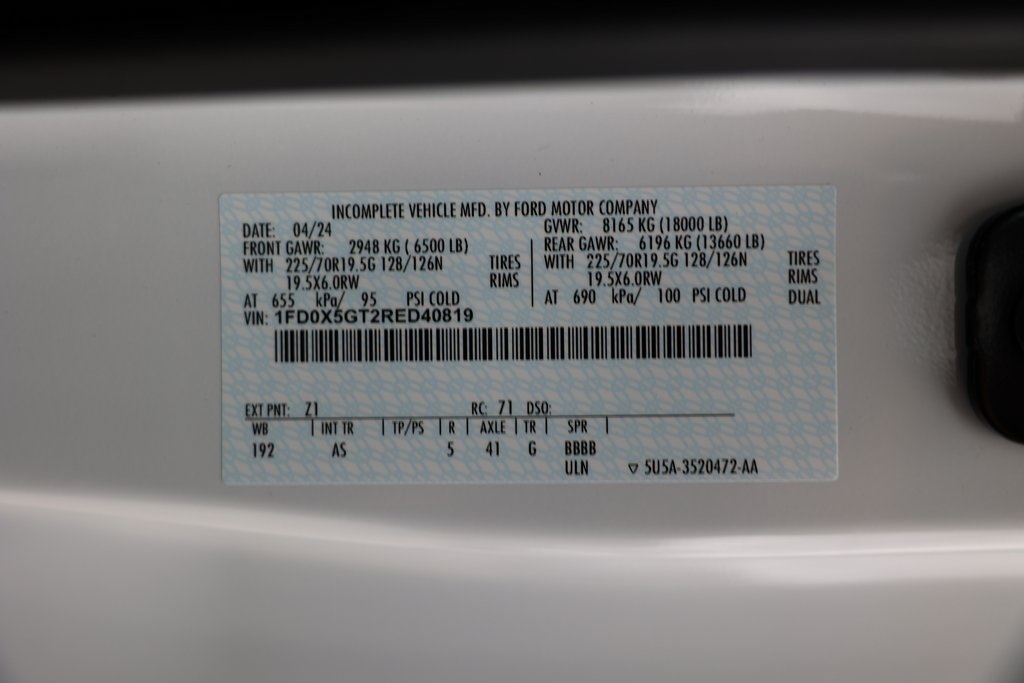 INCOMPLETE VEHICLE MFD. BY FORD MOTOR COMPANY
DATE: 04/24 GVWR: 8165 KG (18000 LB)
FRONT GAWR: 2948 KG ( 6500 LB) REAR GAWR: 6196 KG (13660 LB)
WITH 225/70R19.5G 128/126N TIRES WITH 225/70R19.5G 128/126N TIRES
19.5X6.0RW RIMS 19.5X6.0RW RIMS
AT 655 kPa/ 95 PSI COLD AT 690 kPa/ 100 PSI COLD DUAL
VIN: 1FD0X5GT2RED40819
EXT PNT: Z1 RC: 71 DSO:
WB INT TR TP/PS R AXLE TR SPR
192 AS 5 41 G BBBB
ULN ▽ 5U5A-3520472-AA